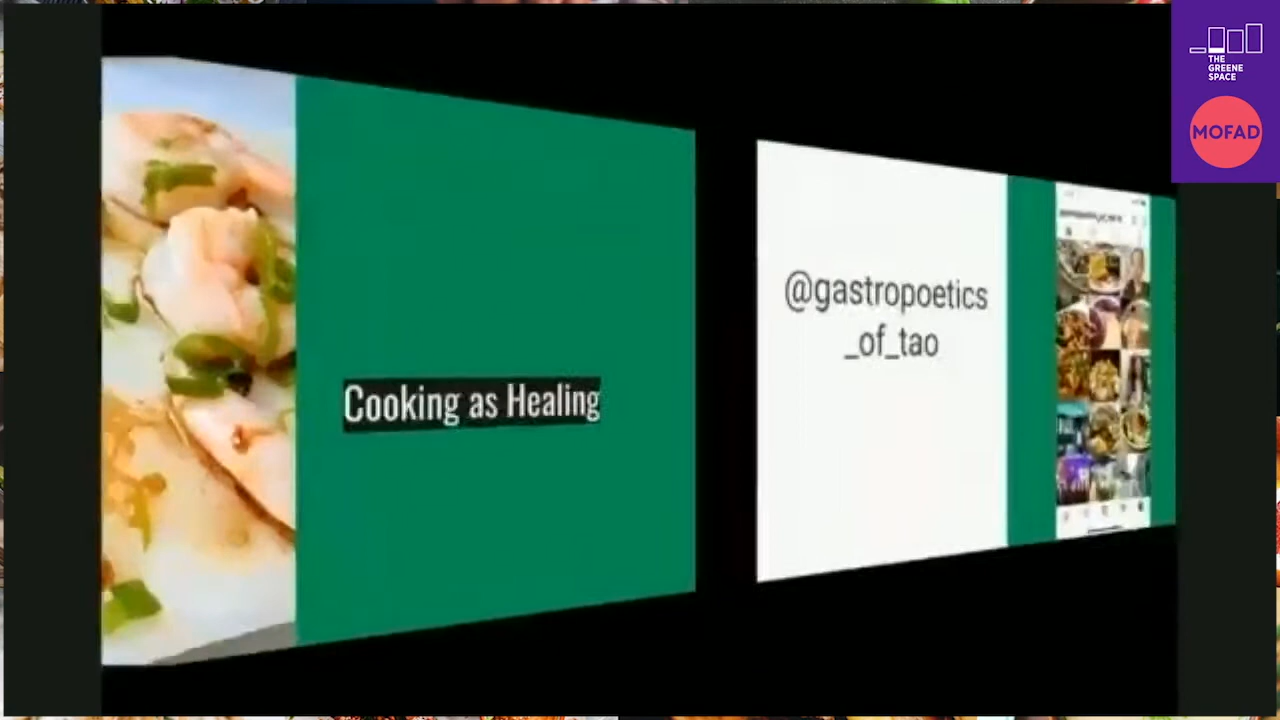 Cooking as Healing
@gastropoetics
_of_tao
THE
GREENE
SPACE
MOFAD